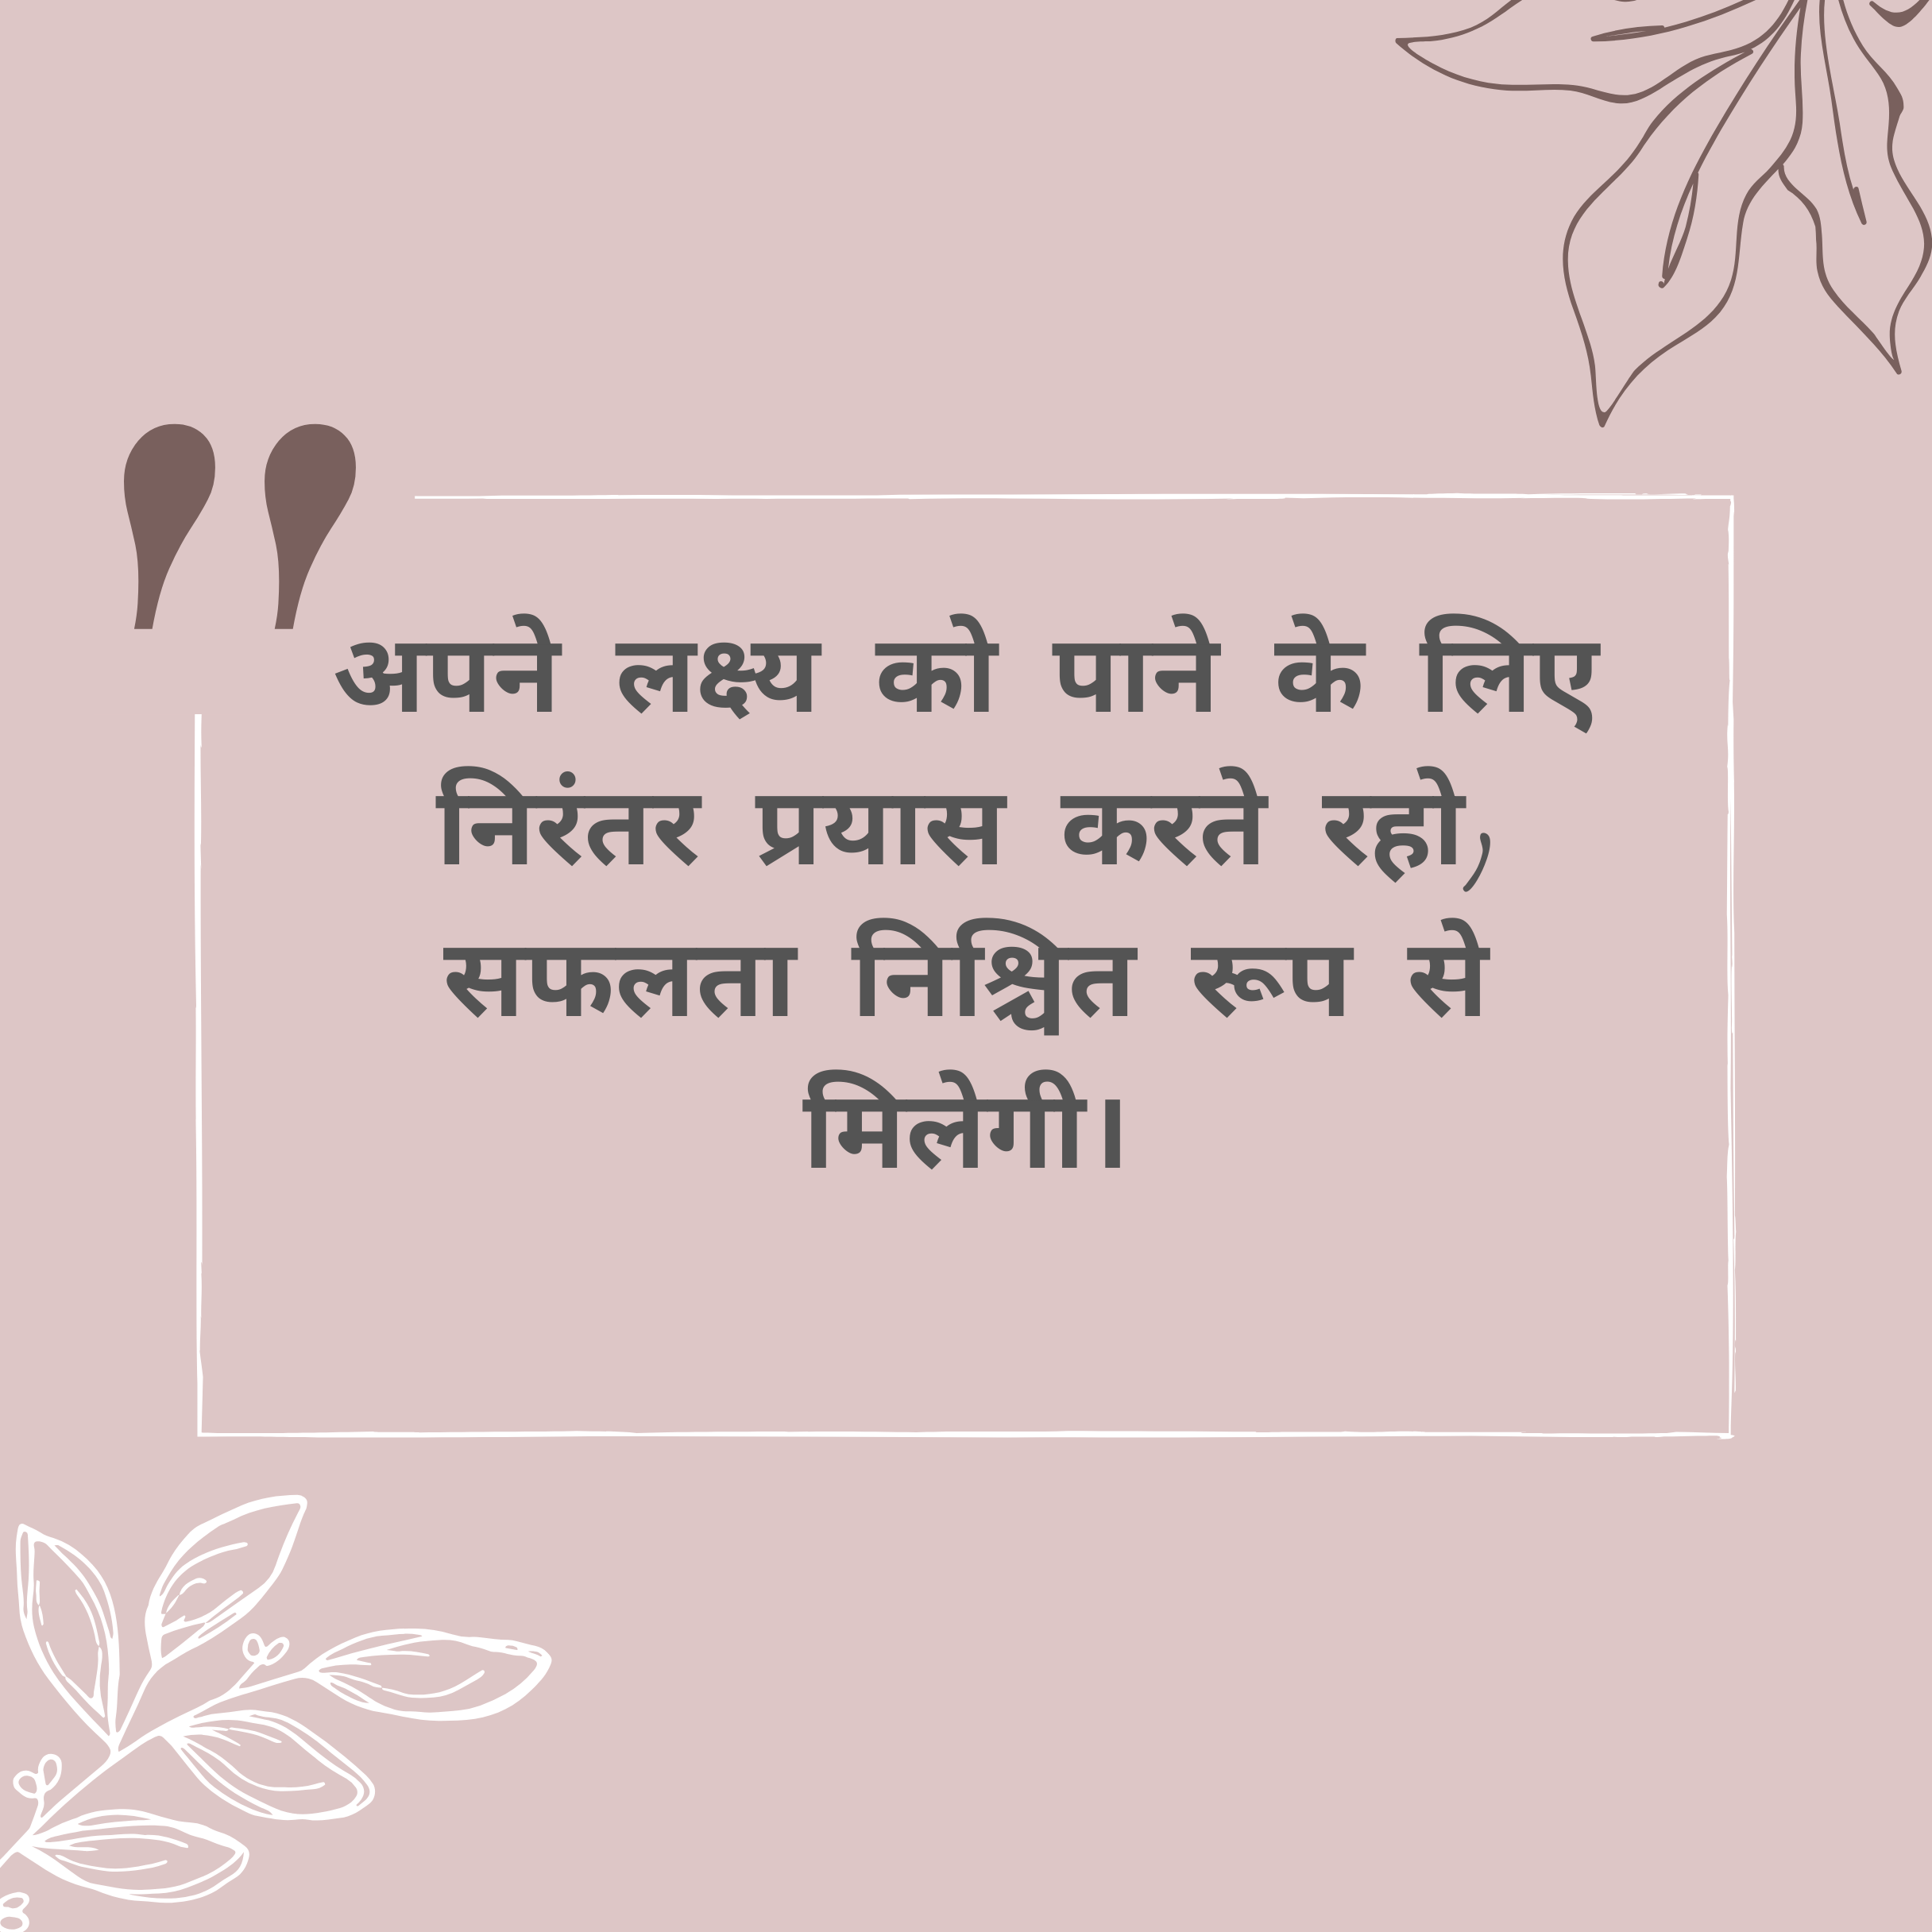 अपने लक्ष्य को पाने के लिए
निरंतर प्रयास करते रहो,
सफलता निश्चित रूप से
मिलेगी।